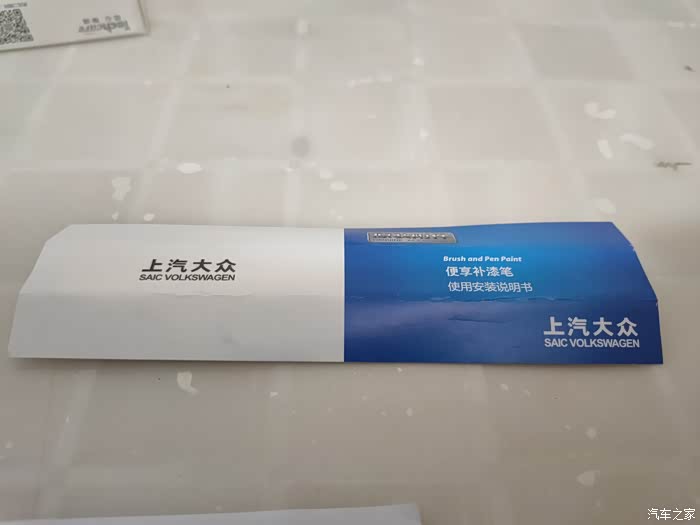 上汽大众
SAIC VOLKSWAGEN
Brush and Pen Paint
便享补漆笔
使用安装说明书
上汽大众
SAIC VOLKSWAGEN
汽车之家